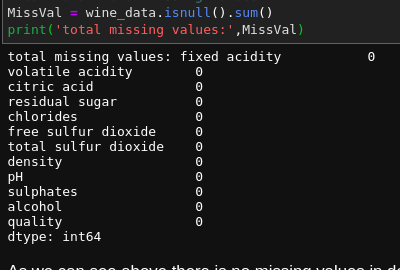 MissVal = wine_data.isnull().sum()
print('total missing values:',MissVal)
total missing values: fixed acidity           0
volatile acidity        0
citric acid             0
residual sugar          0
chlorides               0
free sulfur dioxide     0
total sulfur dioxide    0
density                 0
pH                      0
sulphates               0
alcohol                 0
quality                 0
dtype: int64
As we can see above there is no missing values in d